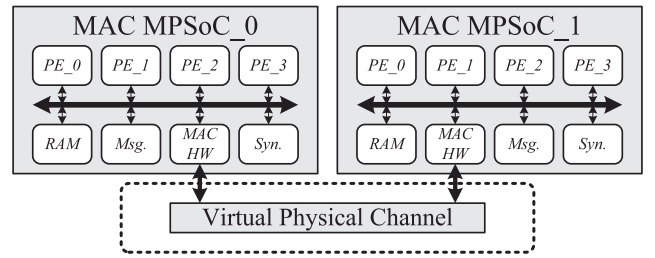 MAC MPSoC_0
PE_0 PE_1 PE_2 PE_3
RAM Msg. MAC HW Syn.
MAC MPSoC_1
PE_0 PE_1 PE_2 PE_3
RAM MAC HW Msg. Syn.
Virtual Physical Channel